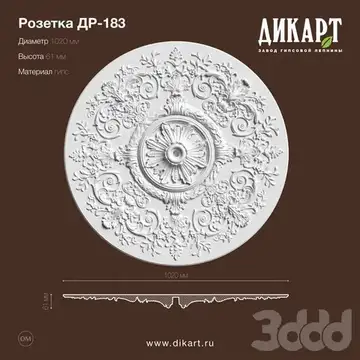 Розетка ДР-183
Диаметр 1020 мм
Высота 61 мм
Материал гипс
ДИКАРТ
ЗАВОД ГИПСОВОЙ ЛЕПНИНЫ
1020 мм
61 мм
DM
www.dikart.ru
3ddd